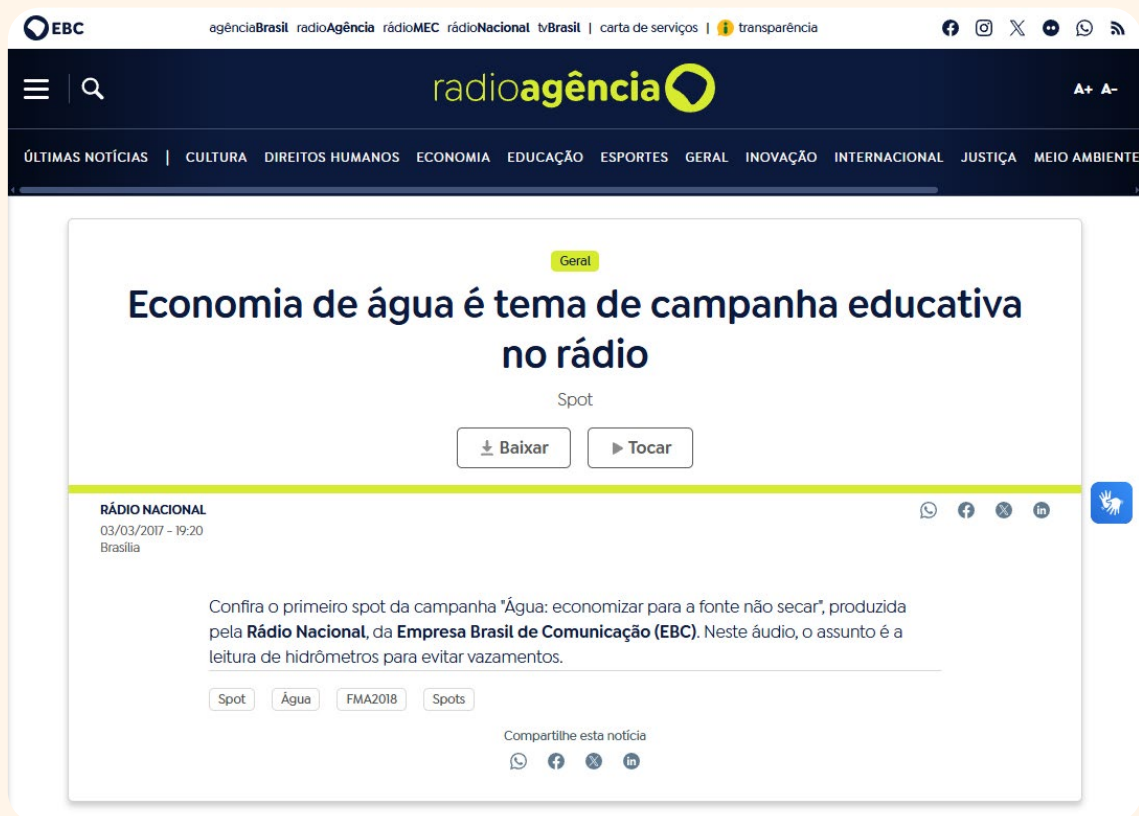 EBC
agênciaBrasil radioAgência rádioMEC rádioNacional tvBrasil | carta de serviços | i transparência
radioagência
A+ A-
ÚLTIMAS NOTÍCIAS | CULTURA DIREITOS HUMANOS ECONOMIA EDUCAÇÃO ESPORTES GERAL INOVAÇÃO INTERNACIONAL JUSTIÇA MEIO AMBIENTE
Geral
Economia de água é tema de campanha educativa
no rádio
Spot
Baixar Tocar
RÁDIO NACIONAL
03/03/2017 - 19:20
Brasília
Confira o primeiro spot da campanha "Água: economizar para a fonte não secar", produzida
pela Rádio Nacional, da Empresa Brasil de Comunicação (EBC). Neste áudio, o assunto é a
leitura de hidrômetros para evitar vazamentos.
Spot Água FMA2018 Spots
Compartilhe esta notícia